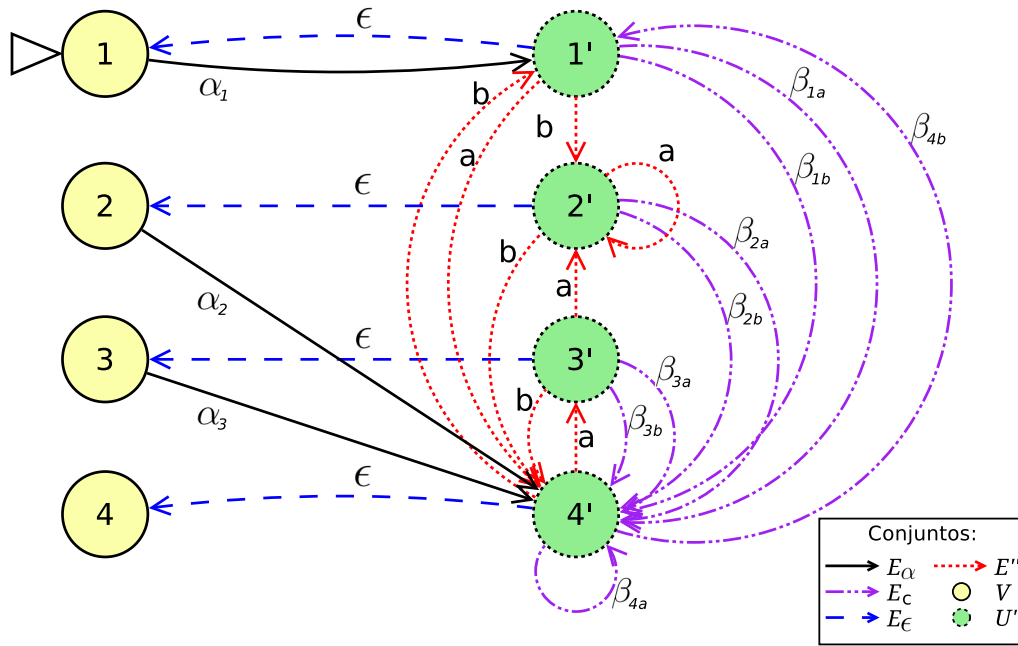 1 ϵ 1'
α1
b
a
b
β1a
β4b
β1b
2 ϵ 2'
a
β2a
b
α2
a
β2b
3 ϵ 3'
β3a
α3
b
β3b
a
4 ϵ 4'
β4a
Conjuntos:
Eα E''
Ec V
Eϵ U'